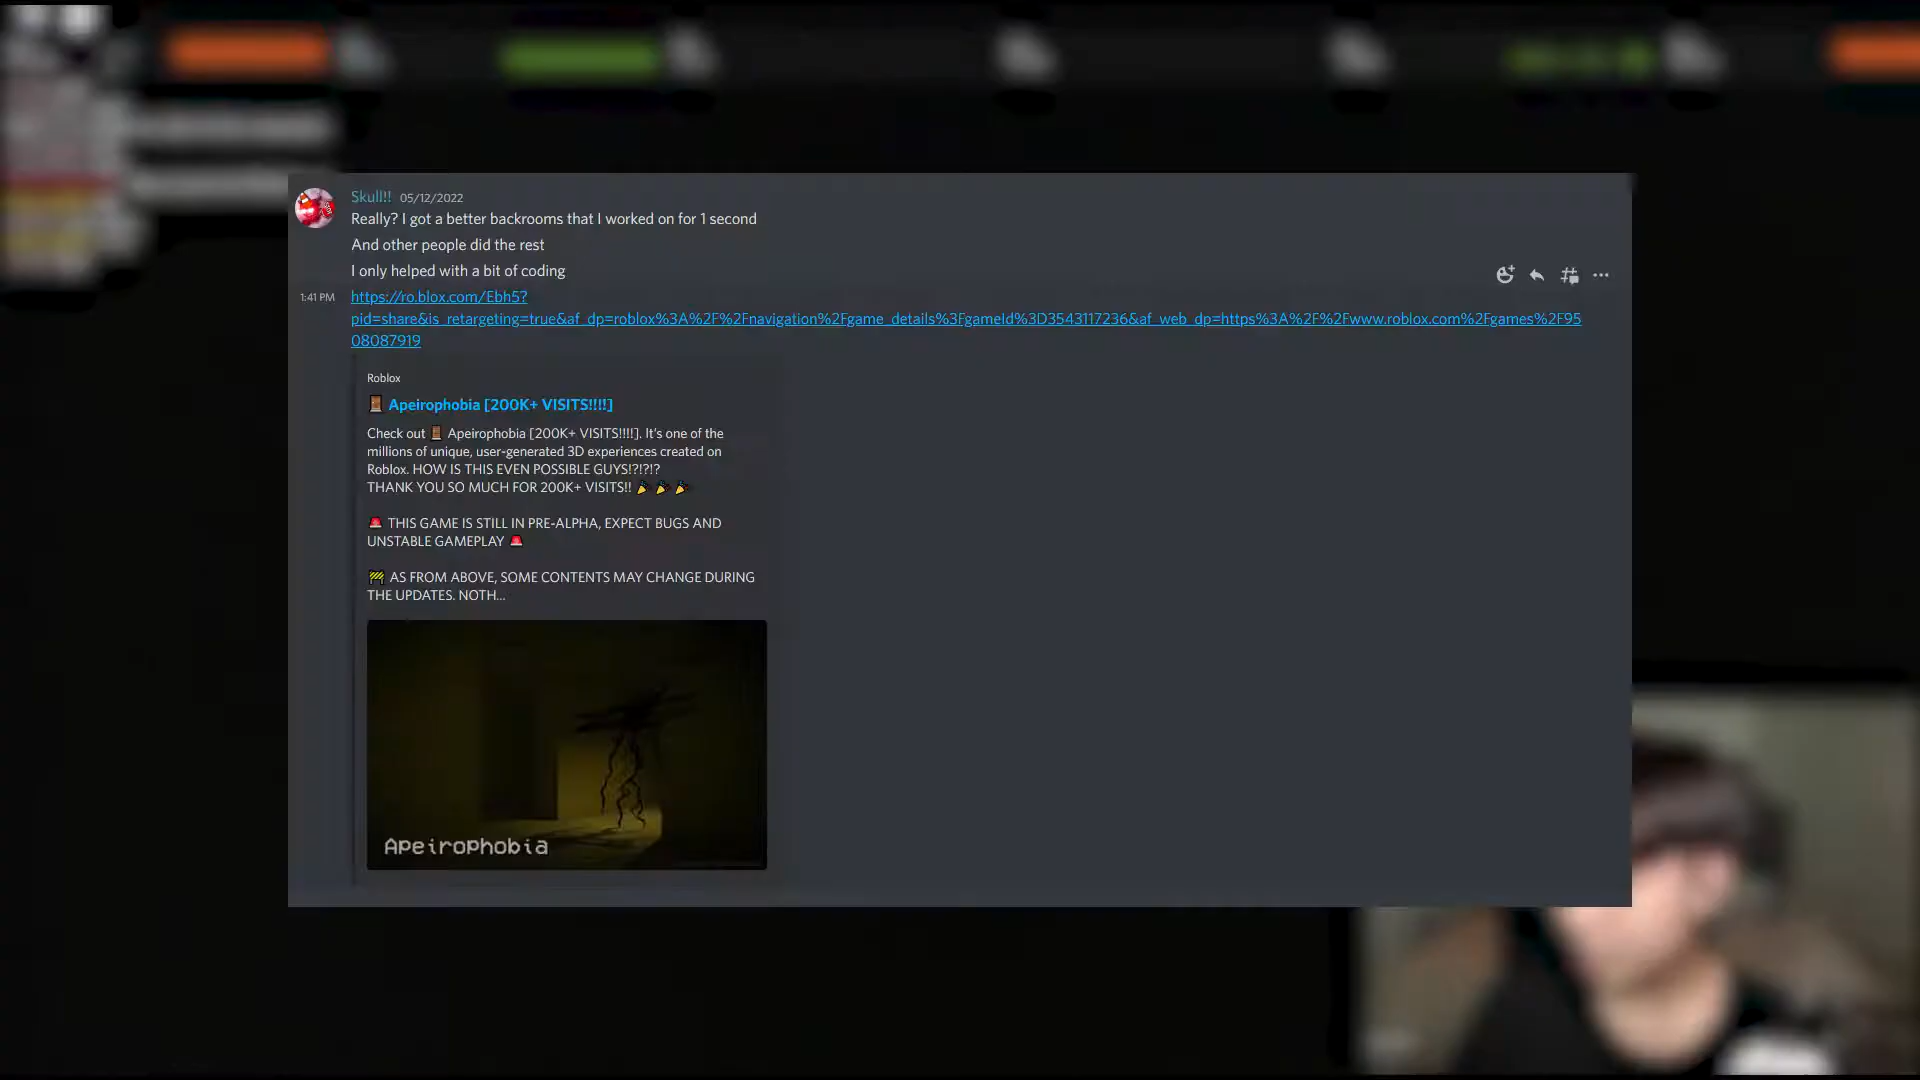 Skull!! 05/12/2022
Really? I got a better backrooms that I worked on for 1 second
And other people did the rest
I only helped with a bit of coding
1:41 PM https://ro.blox.com/Ebh5?
pid=share&is_retargeting=true&af_dp=roblox%3A%2F%2Fnavigation%2Fgame_details%3FgameId%3D3543117236&af_web_dp=https%3A%2F%2Fwww.roblox.com%2Fgames%2F95
08087919
Roblox
🚪 Apeirophobia [200K+ VISITS!!!!]
Check out 🚪 Apeirophobia [200K+ VISITS!!!!]. It's one of the
millions of unique, user-generated 3D experiences created on
Roblox. HOW IS THIS EVEN POSSIBLE GUYS!?!?!?
THANK YOU SO MUCH FOR 200K+ VISITS!! 🎉 🎉 🎉
🚨 THIS GAME IS STILL IN PRE-ALPHA, EXPECT BUGS AND
UNSTABLE GAMEPLAY 🚨
🚧 AS FROM ABOVE, SOME CONTENTS MAY CHANGE DURING
THE UPDATES. NOTH...
Apeirophobia